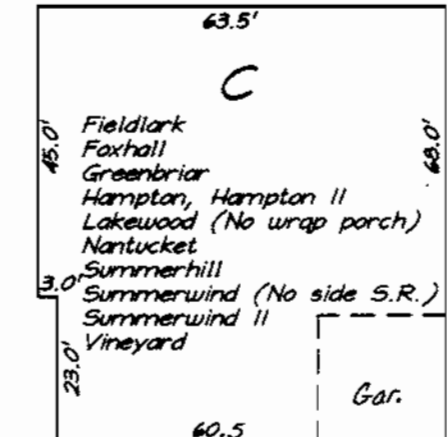 63.5'
C
45.0'
68.0'
Fieldlark
Foxhall
Greenbriar
Hampton, Hampton II
Lakewood (No wrap porch)
Nantucket
Summerhill
3.0'
Summerwind (No side S.R.)
Summerwind II
Vineyard
23.0'
Gar.
60.5